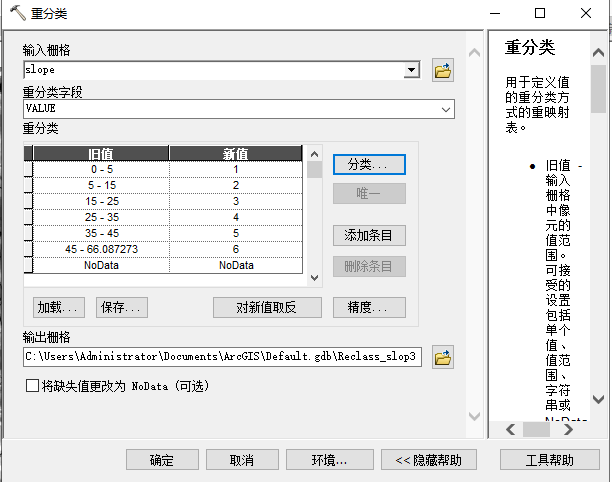 重分类
输入栅格
slope
重分类字段
VALUE
重分类
旧值 新值
0 - 5 1
5 - 15 2
15 - 25 3
25 - 35 4
35 - 45 5
45 - 66.087273 6
NoData NoData
分类...
唯一
添加条目
删除条目
加载... 保存... 对新值取反 精度...
输出栅格
C:\Users\Administrator\Documents\ArcGIS\Default.gdb\Reclass_slop3
将缺失值更改为 NoData (可选)
确定 取消 环境... << 隐藏帮助 工具帮助
重分类
用于定义值
的重分类方
式的重映射
表。
• 旧值 -
输入
栅格
中像
元的
值范
围。
可接
受的
设置
包括
单个
值、
值范
围、
字符
串或
NoData